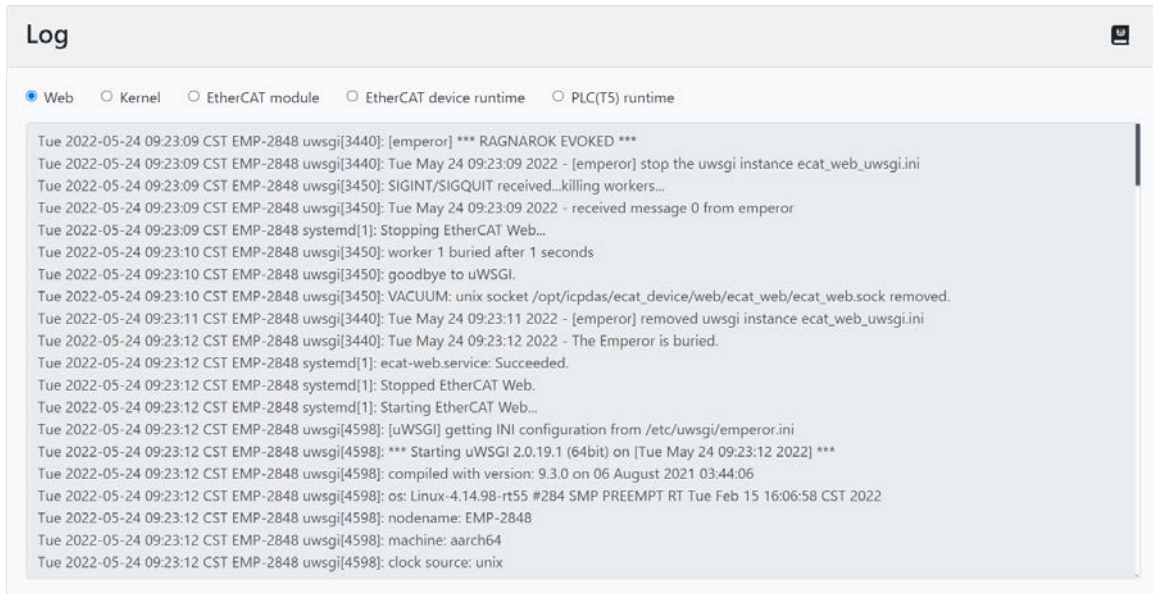 Log
Web Kernel EtherCAT module EtherCAT device runtime PLC(T5) runtime
Tue 2022-05-24 09:23:09 CST EMP-2848 uwsgi[3440]: [emperor] *** RAGNAROK EVOKED ***
Tue 2022-05-24 09:23:09 CST EMP-2848 uwsgi[3440]: Tue May 24 09:23:09 2022 - [emperor] stop the uwsgi instance ecat_web_uwsgi.ini
Tue 2022-05-24 09:23:09 CST EMP-2848 uwsgi[3450]: SIGINT/SIGQUIT received...killing workers...
Tue 2022-05-24 09:23:09 CST EMP-2848 uwsgi[3450]: Tue May 24 09:23:09 2022 - received message 0 from emperor
Tue 2022-05-24 09:23:09 CST EMP-2848 systemd[1]: Stopping EtherCAT Web...
Tue 2022-05-24 09:23:10 CST EMP-2848 uwsgi[3450]: worker 1 buried after 1 seconds
Tue 2022-05-24 09:23:10 CST EMP-2848 uwsgi[3450]: goodbye to uWSGI.
Tue 2022-05-24 09:23:10 CST EMP-2848 uwsgi[3450]: VACUUM: unix socket /opt/icpdas/ecat_device/web/ecat_web/ecat_web.sock removed.
Tue 2022-05-24 09:23:11 CST EMP-2848 uwsgi[3440]: Tue May 24 09:23:11 2022 - [emperor] removed uwsgi instance ecat_web_uwsgi.ini
Tue 2022-05-24 09:23:12 CST EMP-2848 uwsgi[3440]: Tue May 24 09:23:12 2022 - The Emperor is buried.
Tue 2022-05-24 09:23:12 CST EMP-2848 systemd[1]: ecat-web.service: Succeeded.
Tue 2022-05-24 09:23:12 CST EMP-2848 systemd[1]: Stopped EtherCAT Web.
Tue 2022-05-24 09:23:12 CST EMP-2848 systemd[1]: Starting EtherCAT Web...
Tue 2022-05-24 09:23:12 CST EMP-2848 uwsgi[4598]: [uWSGI] getting INI configuration from /etc/uwsgi/emperor.ini
Tue 2022-05-24 09:23:12 CST EMP-2848 uwsgi[4598]: *** Starting uWSGI 2.0.19.1 (64bit) on [Tue May 24 09:23:12 2022] ***
Tue 2022-05-24 09:23:12 CST EMP-2848 uwsgi[4598]: compiled with version: 9.3.0 on 06 August 2021 03:44:06
Tue 2022-05-24 09:23:12 CST EMP-2848 uwsgi[4598]: os: Linux-4.14.98-rt55 #284 SMP PREEMPT RT Tue Feb 15 16:06:58 CST 2022
Tue 2022-05-24 09:23:12 CST EMP-2848 uwsgi[4598]: nodename: EMP-2848
Tue 2022-05-24 09:23:12 CST EMP-2848 uwsgi[4598]: machine: aarch64
Tue 2022-05-24 09:23:12 CST EMP-2848 uwsgi[4598]: clock source: unix